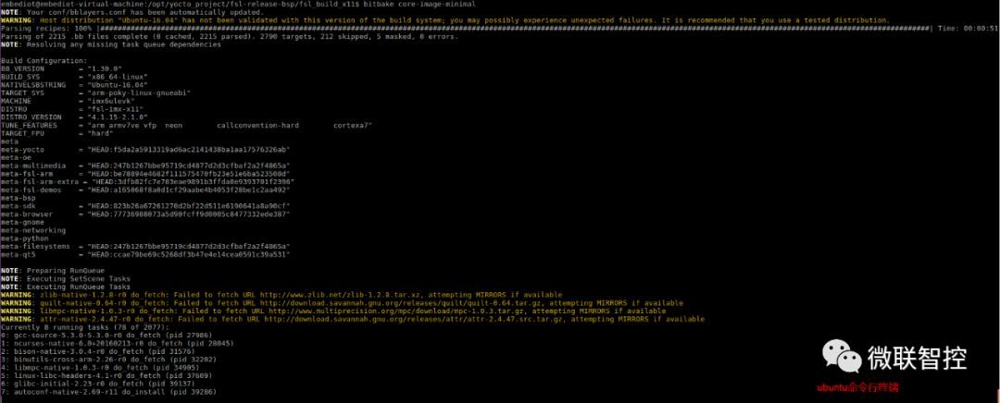 embediot@embediot-virtual-machine:/opt/yocto_project/fsl-release-bsp/fsl_build_x11$ bitbake core-image-minimal
NOTE: Your conf/bblayers.conf has been automatically updated.
WARNING: Host distribution "Ubuntu-16.04" has not been validated with this version of the build system; you may possibly experience unexpected failures. It is recommended that you use a tested distribution.
Parsing recipes: 100% | Time: 00:00:51
Parsing of 2215 .bb files complete (0 cached, 2215 parsed). 2790 targets, 212 skipped, 5 masked, 0 errors.
NOTE: Resolving any missing task queue dependencies
Build Configuration:
BB_VERSION = "1.30.0"
BUILD_SYS = "x86_64-linux"
NATIVELSBSTRING = "Ubuntu-16.04"
TARGET_SYS = "arm-poky-linux-gnueabi"
MACHINE = "imx6ulevk"
DISTRO = "fsl-imx-x11"
DISTRO_VERSION = "4.1.15-2.1.0"
TUNE_FEATURES = "arm armv7ve vfp neon callconvention-hard cortexa7"
TARGET_FPU = "hard"
meta
meta-yocto = "HEAD:f5da2a5913319ad6ac2141438ba1aa17576326ab"
meta-oe
meta-multimedia = "HEAD:247b1267bbe95719cd4877d2d3cfbaf2a2f4865a"
meta-fsl-arm = "HEAD:be78894e4682f111575470fb23e51e6ba523508d"
meta-fsl-arm-extra = "HEAD:3dfb82fc7e703eae9891b3ffda0e9393701f2396"
meta-fsl-demos = "HEAD:a165068f8a0d1cf29aabe4b4053f28be1c2aa492"
meta-bsp
meta-sdk = "HEAD:823b26a67261270d2bf22d511e6190641a8a90cf"
meta-browser = "HEAD:77736988073a5d90fcff9d0005c8477332ede387"
meta-gnome
meta-networking
meta-python
meta-filesystems = "HEAD:247b1267bbe95719cd4877d2d3cfbaf2a2f4865a"
meta-qt5 = "HEAD:ccae79be69c5268df3b47e4e14cea0591c39a531"
NOTE: Preparing RunQueue
NOTE: Executing SetScene Tasks
NOTE: Executing RunQueue Tasks
WARNING: zlib-native-1.2.8-r0 do_fetch: Failed to fetch URL http://www.zlib.net/zlib-1.2.8.tar.xz, attempting MIRRORS if available
WARNING: quilt-native-0.64-r0 do_fetch: Failed to fetch URL http://download.savannah.gnu.org/releases/quilt/quilt-0.64.tar.gz, attempting MIRRORS if available
WARNING: libmpc-native-1.0.3-r0 do_fetch: Failed to fetch URL http://www.multiprecision.org/mpc/download/mpc-1.0.3.tar.gz, attempting MIRRORS if available
WARNING: attr-native-2.4.47-r0 do_fetch: Failed to fetch URL http://download.savannah.gnu.org/releases/attr/attr-2.4.47.src.tar.gz, attempting MIRRORS if available
Currently 8 running tasks (78 of 2077):
0: gcc-source-5.3.0-5.3.0-r0 do_fetch (pid 27986)
1: ncurses-native-6.0+20160213-r0 do_fetch (pid 28045)
2: bison-native-3.0.4-r0 do_fetch (pid 31576)
3: binutils-cross-arm-2.26-r0 do_fetch (pid 32202)
4: libmpc-native-1.0.3-r0 do_fetch (pid 34905)
5: linux-libc-headers-4.1-r0 do_fetch (pid 37609)
6: glibc-initial-2.23-r0 do_fetch (pid 39137)
7: autoconf-native-2.69-r11 do_install (pid 39286)
微联智控
ubuntu命令行终端